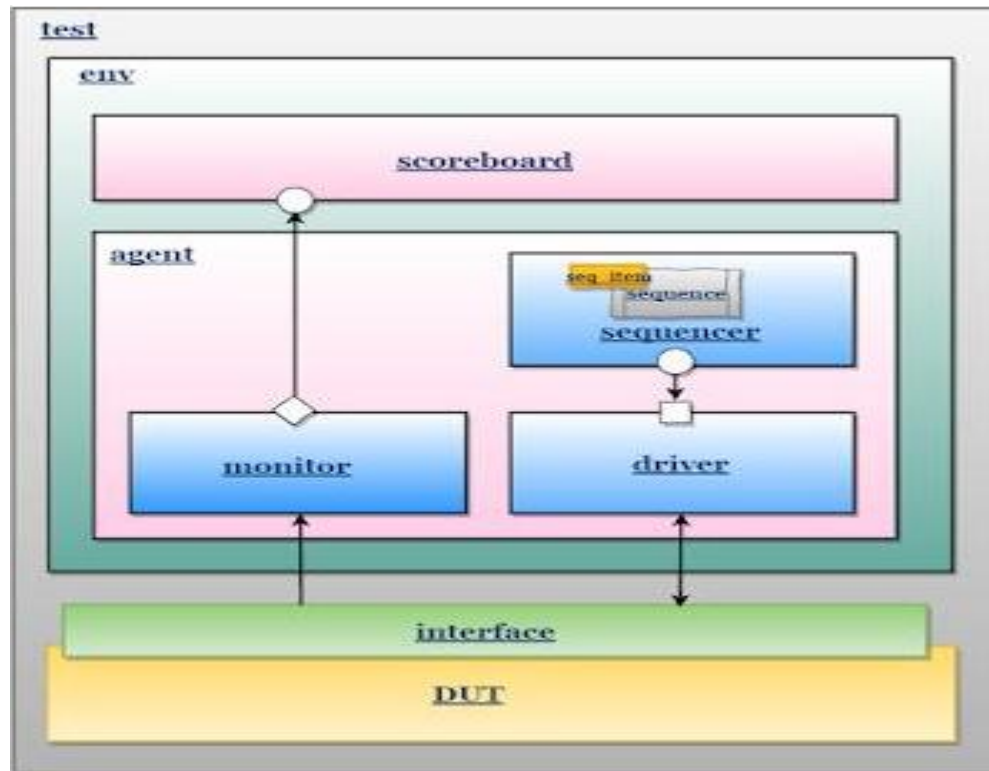 test
env
scoreboard
agent
seq_item
sequence
sequencer
monitor
driver
interface
DUT